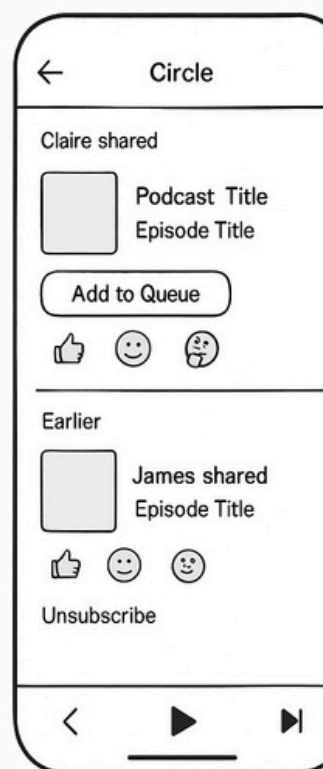 Circle
Claire shared
Podcast Title
Episode Title
Add to Queue
Earlier
James shared
Episode Title
Unsubscribe